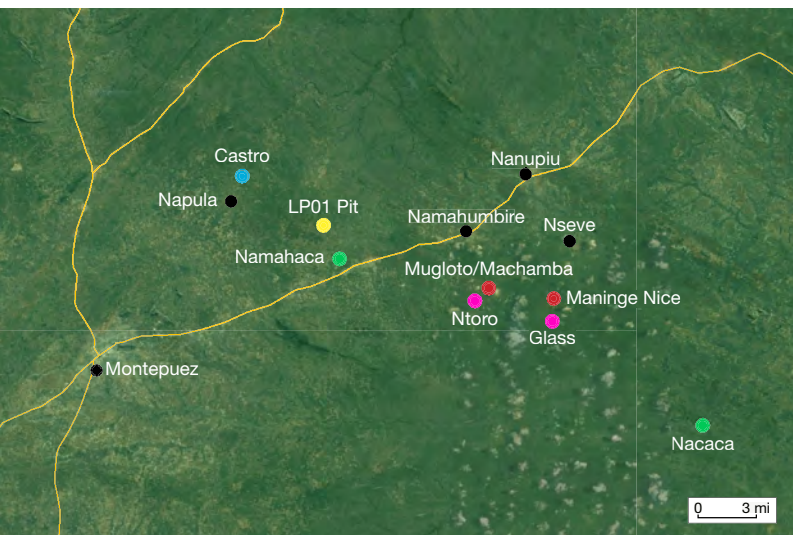 Castro
Nanupiu
Napula
LP01 Pit
Namahumbire
Nseve
Namahaca
Mugloto/Machamba
Maninge Nice
Ntoro
Glass
Montepuez
Nacaca
0 3 mi